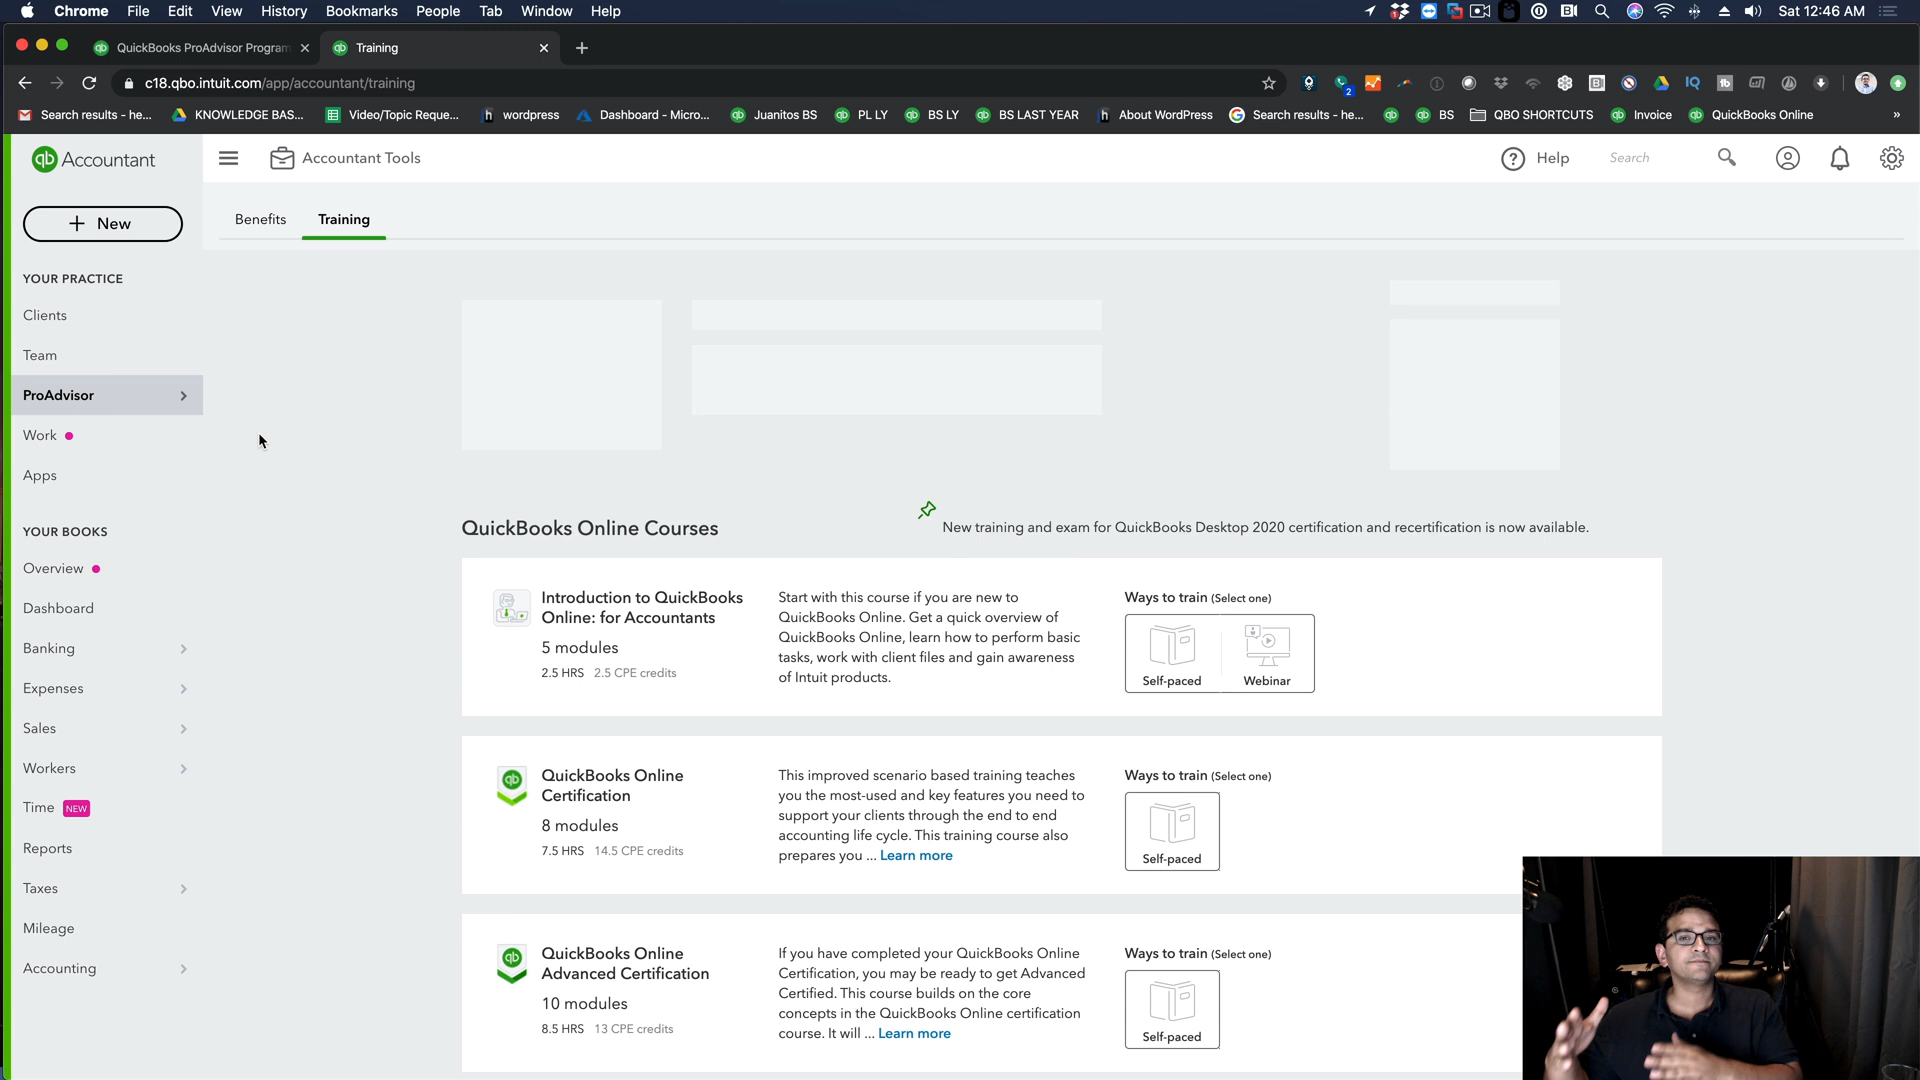 Chrome File Edit View History Bookmarks People Tab Window Help Sat 12:46 AM
QuickBooks ProAdvisor Program Training
c18.qbo.intuit.com/app/accountant/training
2
Search results - he... KNOWLEDGE BAS... Video/Topic Reque... wordpress Dashboard - Micro... Juanitos BS PL LY BS LY BS LAST YEAR About WordPress Search results - he... BS QBO SHORTCUTS Invoice QuickBooks Online »
qb Accountant
Accountant Tools
Help
Search
+ New
Benefits
Training
YOUR PRACTICE
Clients
Team
ProAdvisor
Work
Apps
YOUR BOOKS
Overview
Dashboard
Banking
Expenses
Sales
Workers
Time NEW
Reports
Taxes
Mileage
Accounting
QuickBooks Online Courses
New training and exam for QuickBooks Desktop 2020 certification and recertification is now available.
Introduction to QuickBooks
Online: for Accountants
5 modules
2.5 HRS 2.5 CPE credits
Start with this course if you are new to
QuickBooks Online. Get a quick overview of
QuickBooks Online, learn how to perform basic
tasks, work with client files and gain awareness
of Intuit products.
Ways to train (Select one)
Self-paced
Webinar
QuickBooks Online
Certification
8 modules
7.5 HRS 14.5 CPE credits
This improved scenario based training teaches
you the most-used and key features you need to
support your clients through the end to end
accounting life cycle. This training course also
prepares you ... Learn more
Ways to train (Select one)
Self-paced
QuickBooks Online
Advanced Certification
10 modules
8.5 HRS 13 CPE credits
If you have completed your QuickBooks Online
Certification, you may be ready to get Advanced
Certified. This course builds on the core
concepts in the QuickBooks Online certification
course. It will ... Learn more
Ways to train (Select one)
Self-paced